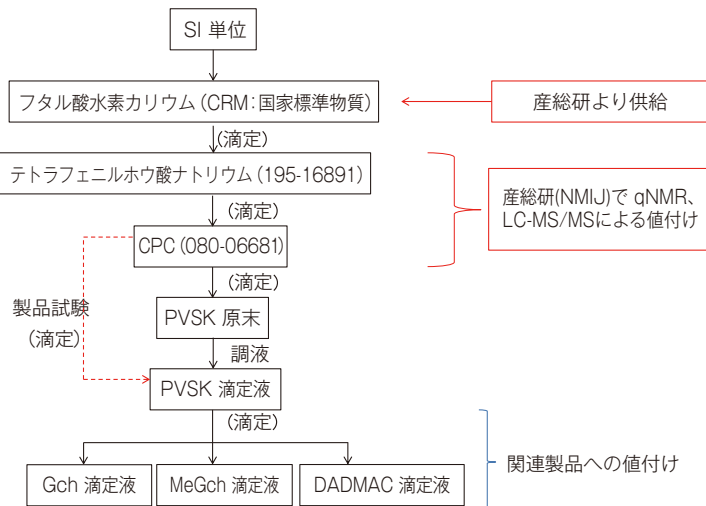 SI 単位
フタル酸水素カリウム（CRM：国家標準物質）
産総研より供給
（滴定）
テトラフェニルホウ酸ナトリウム（195-16891）
産総研(NMIJ)で qNMR、
LC-MS/MSによる値付け
（滴定）
CPC（080-06681）
（滴定）
製品試験
（滴定）
PVSK 原末
調液
PVSK 滴定液
（滴定）
関連製品への値付け
Gch 滴定液
MeGch 滴定液
DADMAC 滴定液